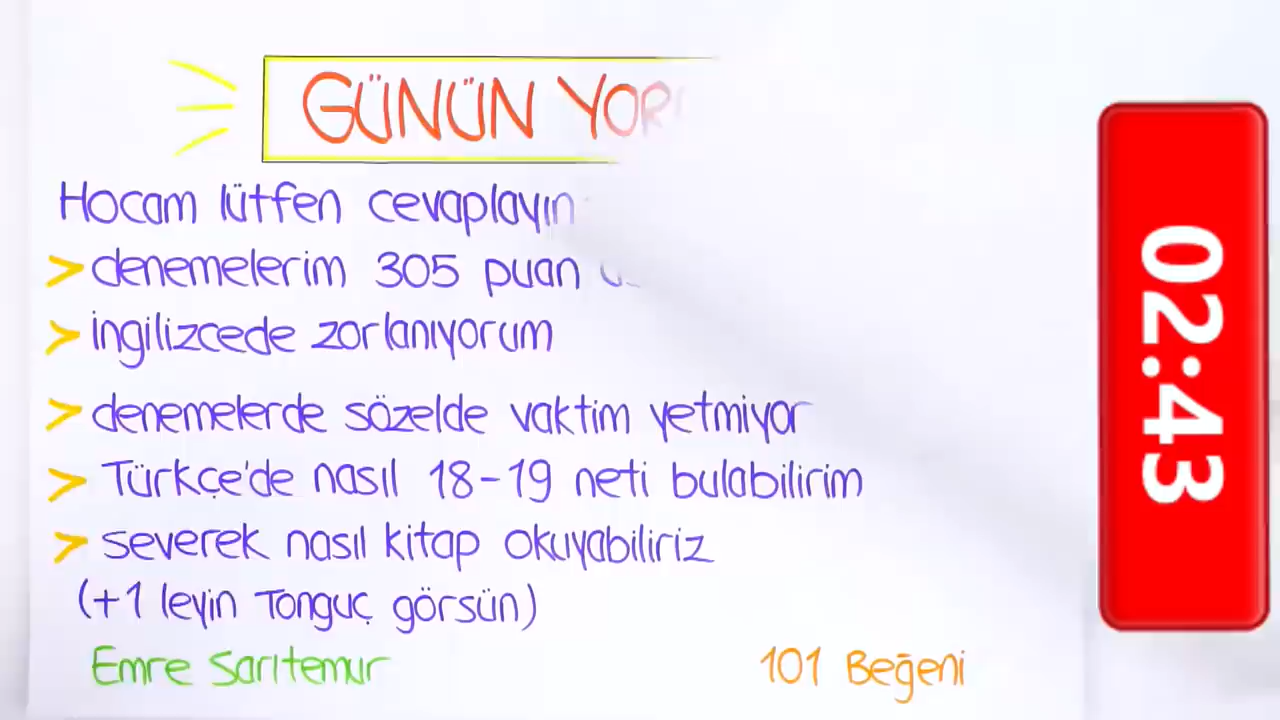 GÜNÜN
Hocam lütfen cevaplayın
> denemelerim 305 puan
> ingilizcede zorlanıyorum
> denemelerde sözelde vaktim yetmiyor
> Türkçe'de nasıl 18-19 neti bulabilirim
> severek nasıl kitap okuyabiliriz
(+1 leyin Tonguç görsün)
Emre Sarıtemur
101 Beğeni
02:43